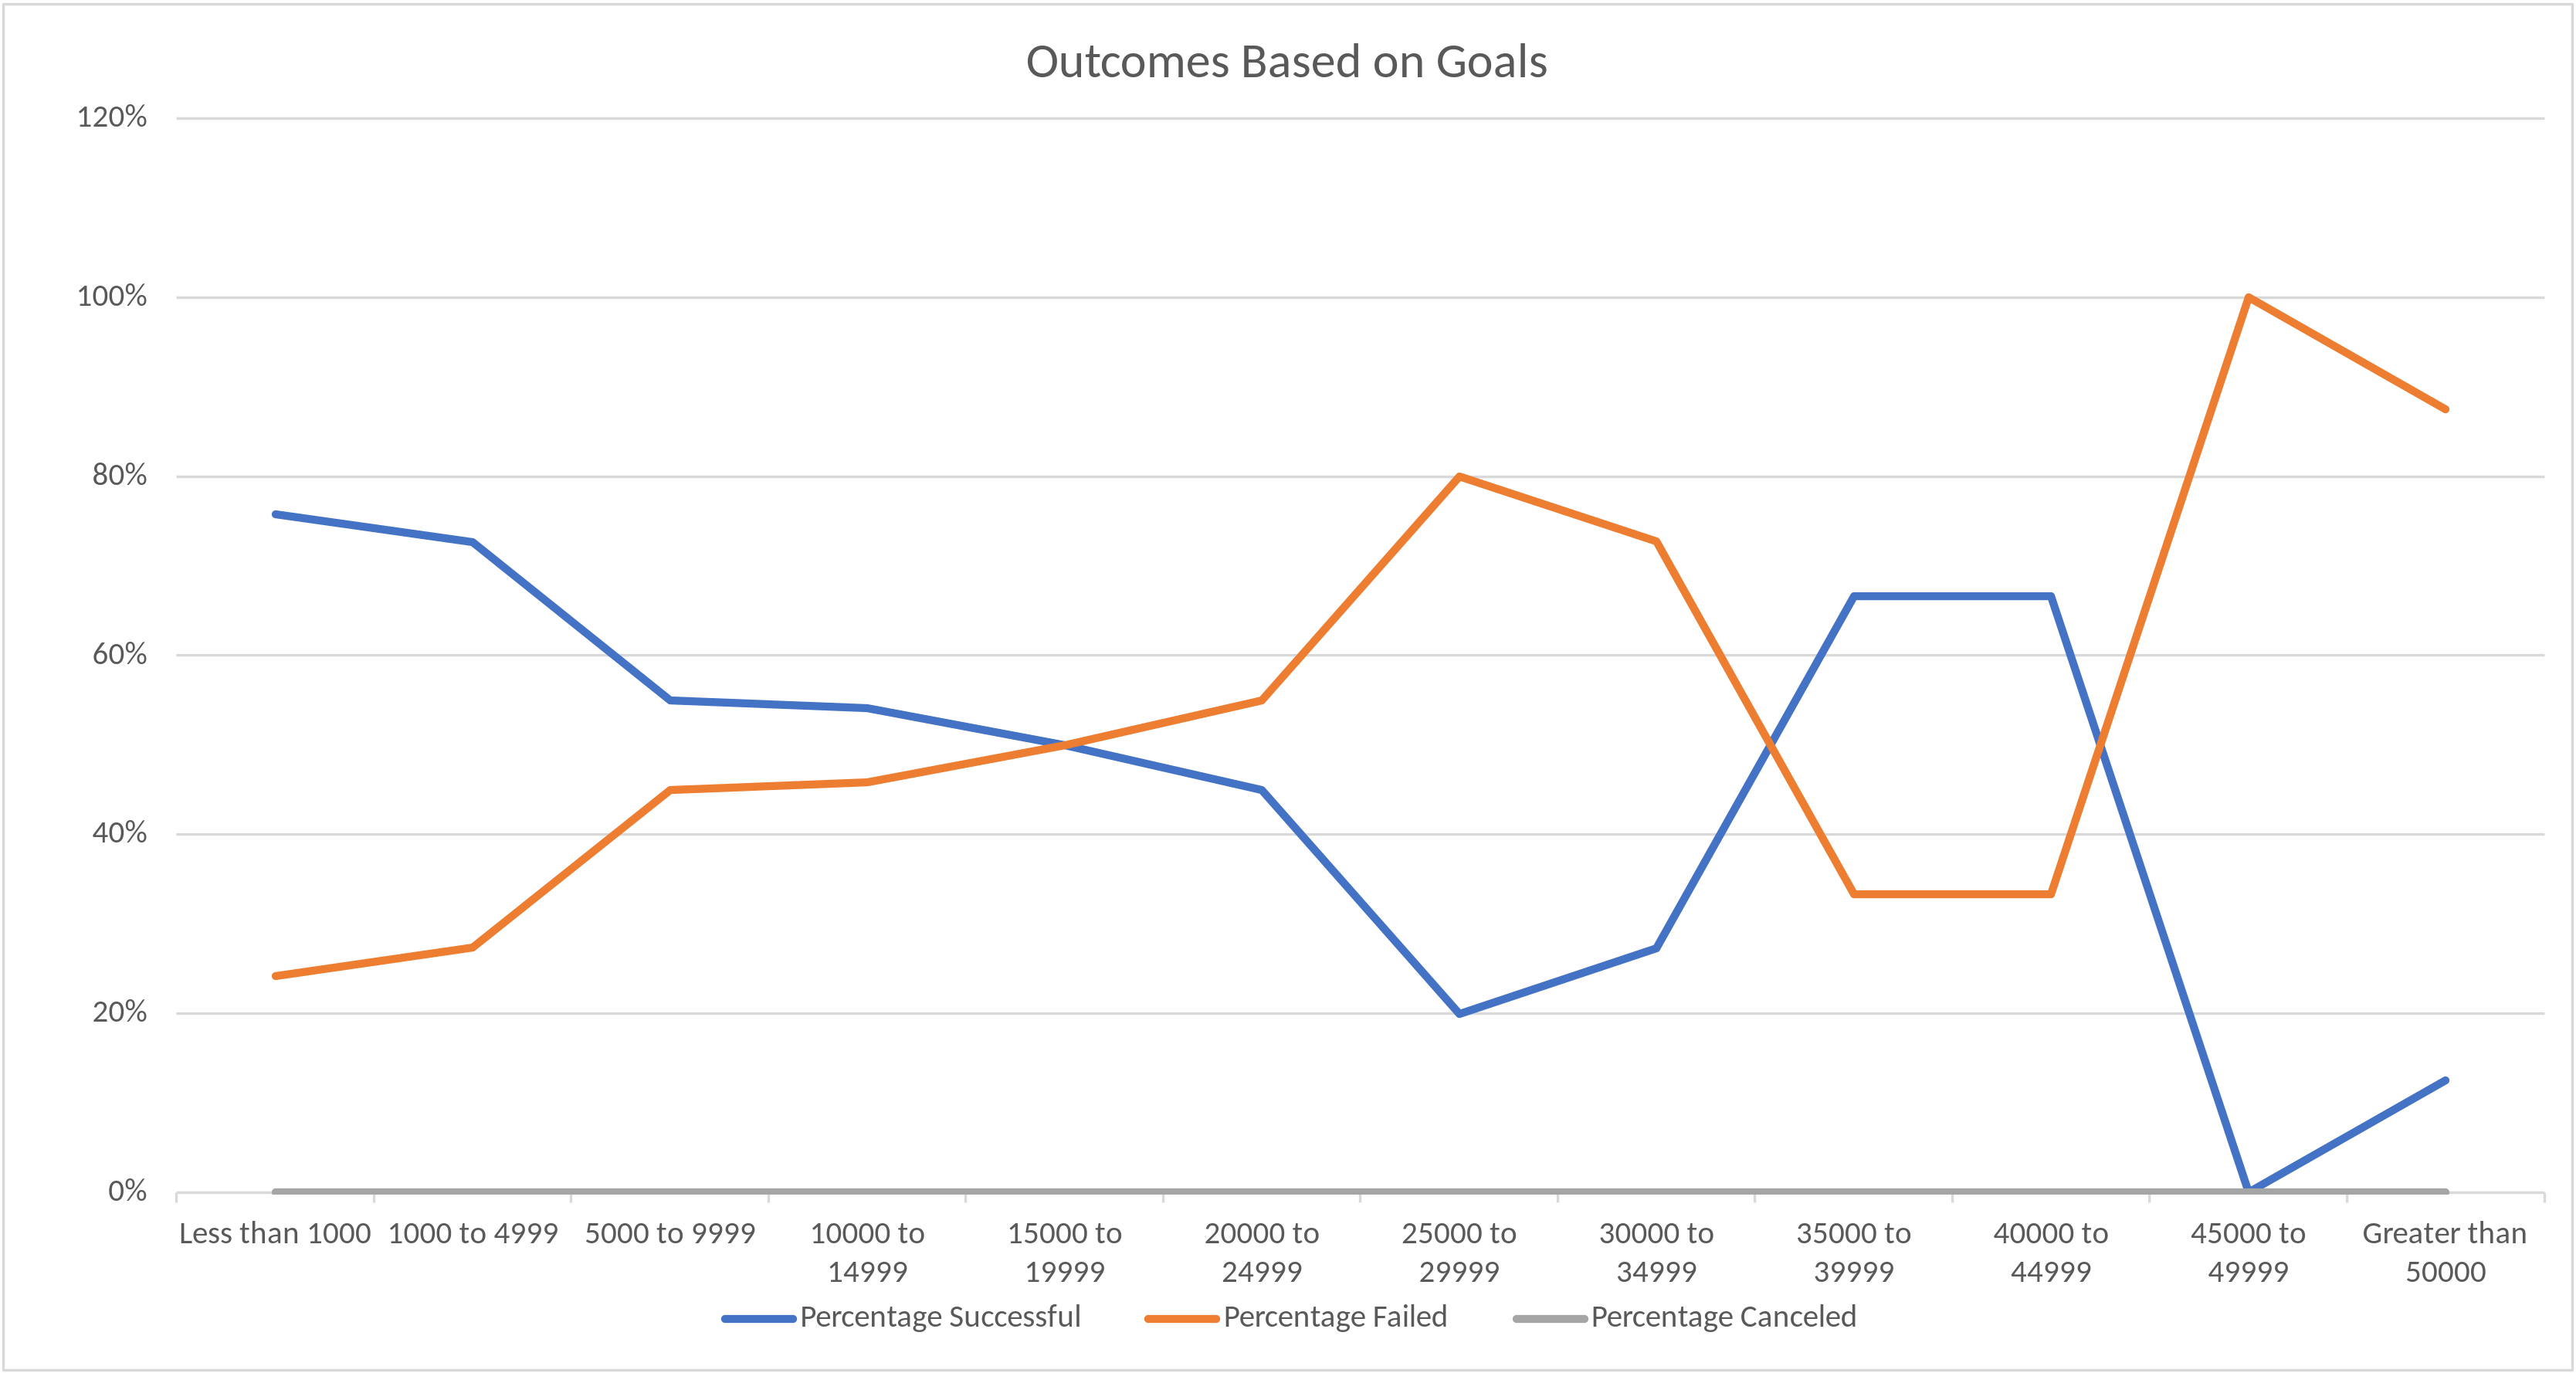 Outcomes Based on Goals
120%
100%
80%
60%
40%
20%
0%
Less than 1000
1000 to 4999
5000 to 9999
10000 to
14999
15000 to
19999
20000 to
24999
25000 to
29999
30000 to
34999
35000 to
39999
40000 to
44999
45000 to
49999
Greater than
50000
Percentage Successful
Percentage Failed
Percentage Canceled